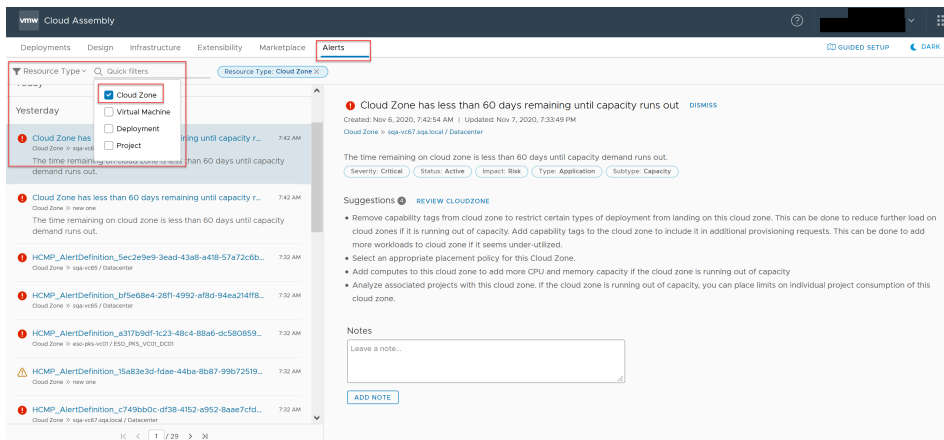 vmw Cloud Assembly
Deployments Design Infrastructure Extensibility Marketplace Alerts
GUIDED SETUP DARK
Resource Type Quick filters
Resource Type: Cloud Zone
Cloud Zone
Virtual Machine
Deployment
Project
Yesterday
Cloud Zone has ining until capacity r... 7:42 AM
Cloud Zone » sqa-vc6
The time remaining on cloud zone is less than 60 days until capacity
demand runs out.
Cloud Zone has less than 60 days remaining until capacity r... 7:42 AM
Cloud Zone » new one
The time remaining on cloud zone is less than 60 days until capacity
demand runs out.
HCMP_AlertDefinition_5ec2e9e9-3ead-43a8-a418-57a72c6b... 7:32 AM
Cloud Zone » sqa-vc65 / Datacenter
HCMP_AlertDefinition_bf5e68e4-28f1-4992-af8d-94ea214ff8... 7:32 AM
Cloud Zone » sqa-vc65 / Datacenter
HCMP_AlertDefinition_a317b9df-1c23-48c4-88a6-dc580859... 7:32 AM
Cloud Zone » eso-pks-vc01 / ESO_PKS_VC01_DC01
HCMP_AlertDefinition_15a83e3d-fdae-44ba-8b87-99b72519... 7:32 AM
Cloud Zone » new one
HCMP_AlertDefinition_c749bb0c-df38-4152-a952-8aae7cfd... 7:32 AM
Cloud Zone » sqa-vc67.sqa.local / Datacenter
1 / 29
Cloud Zone has less than 60 days remaining until capacity runs out DISMISS
Created: Nov 6, 2020, 7:42:54 AM | Updated: Nov 7, 2020, 7:33:49 PM
Cloud Zone » sqa-vc67.sqa.local / Datacenter
The time remaining on cloud zone is less than 60 days until capacity demand runs out.
Severity: Critical Status: Active Impact: Risk Type: Application Subtype: Capacity
Suggestions 4 REVIEW CLOUDZONE
• Remove capability tags from cloud zone to restrict certain types of deployment from landing on this cloud zone. This can be done to reduce further load on
cloud zones if it is running out of capacity. Add capability tags to the cloud zone to include it in additional provisioning requests. This can be done to add
more workloads to cloud zone if it seems under-utilized.
• Select an appropriate placement policy for this Cloud Zone.
• Add computes to this cloud zone to add more CPU and memory capacity if the cloud zone is running out of capacity
• Analyze associated projects with this cloud zone. If the cloud zone is running out of capacity, you can place limits on individual project consumption of this
cloud zone.
Notes
Leave a note...
ADD NOTE